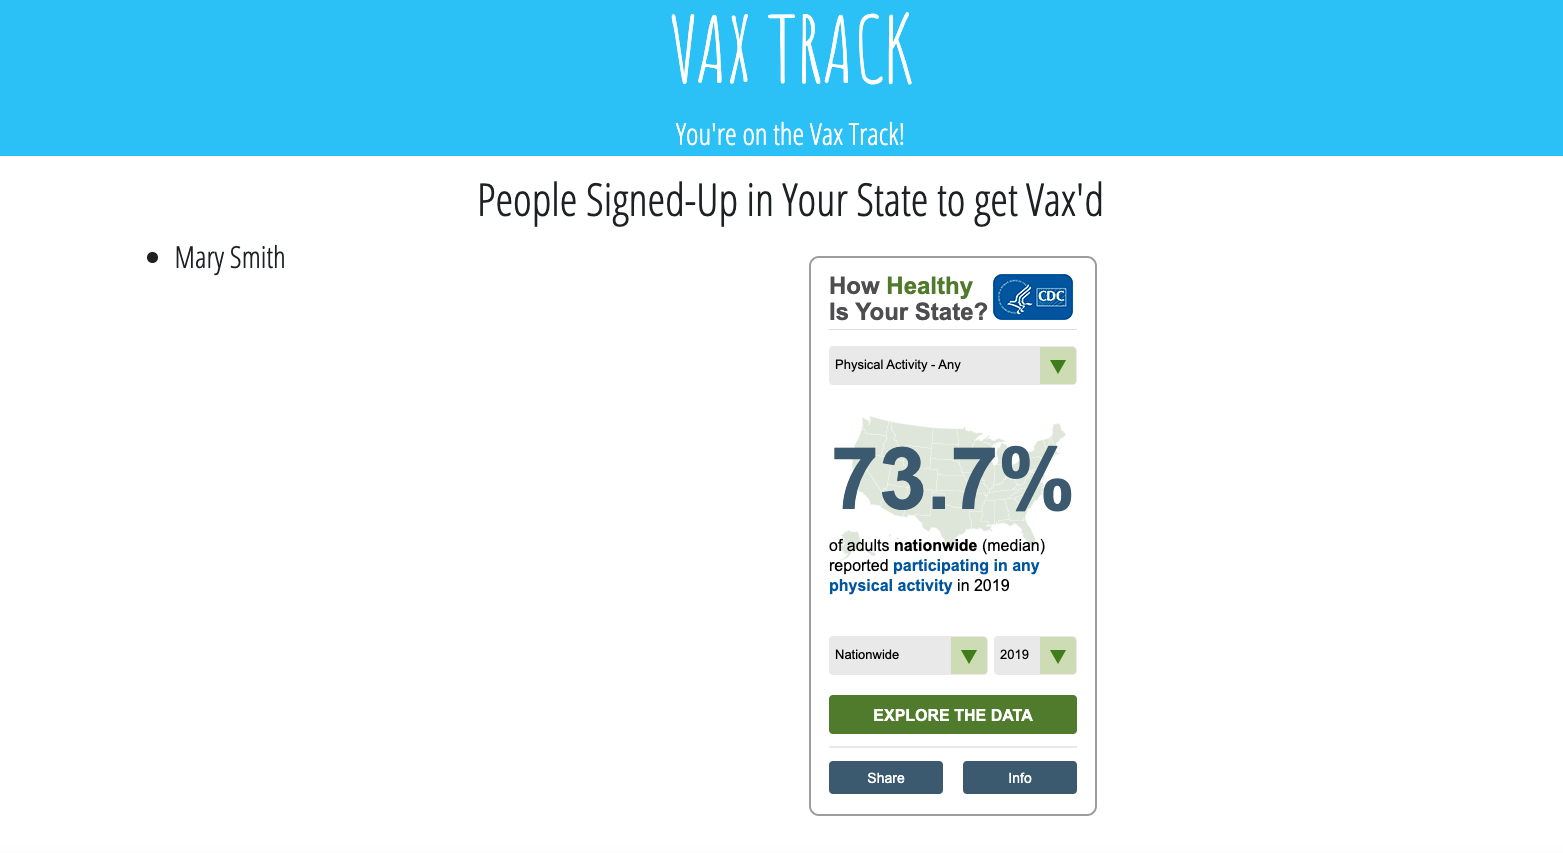 VAX TRACK
You're on the Vax Track!
People Signed-Up in Your State to get Vax'd
Mary Smith
How Healthy
Is Your State?
CDC
Physical Activity - Any
73.7%
of adults nationwide (median)
reported participating in any
physical activity in 2019
Nationwide
2019
EXPLORE THE DATA
Share
Info